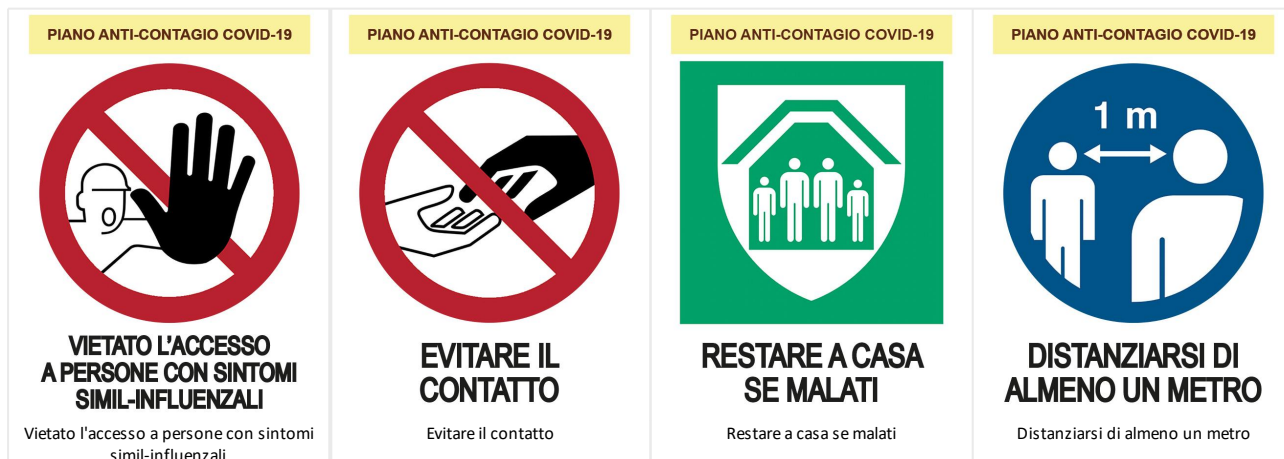 PIANO ANTI-CONTAGIO COVID-19
VIETATO L'ACCESSO
A PERSONE CON SINTOMI
SIMIL-INFLUENZALI
Vietato l'accesso a persone con sintomi
simil-influenzali
PIANO ANTI-CONTAGIO COVID-19
EVITARE IL
CONTATTO
Evitare il contatto
PIANO ANTI-CONTAGIO COVID-19
RESTARE A CASA
SE MALATI
Restare a casa se malati
PIANO ANTI-CONTAGIO COVID-19
1 m
DISTANZIARSI DI
ALMENO UN METRO
Distanziarsi di almeno un metro